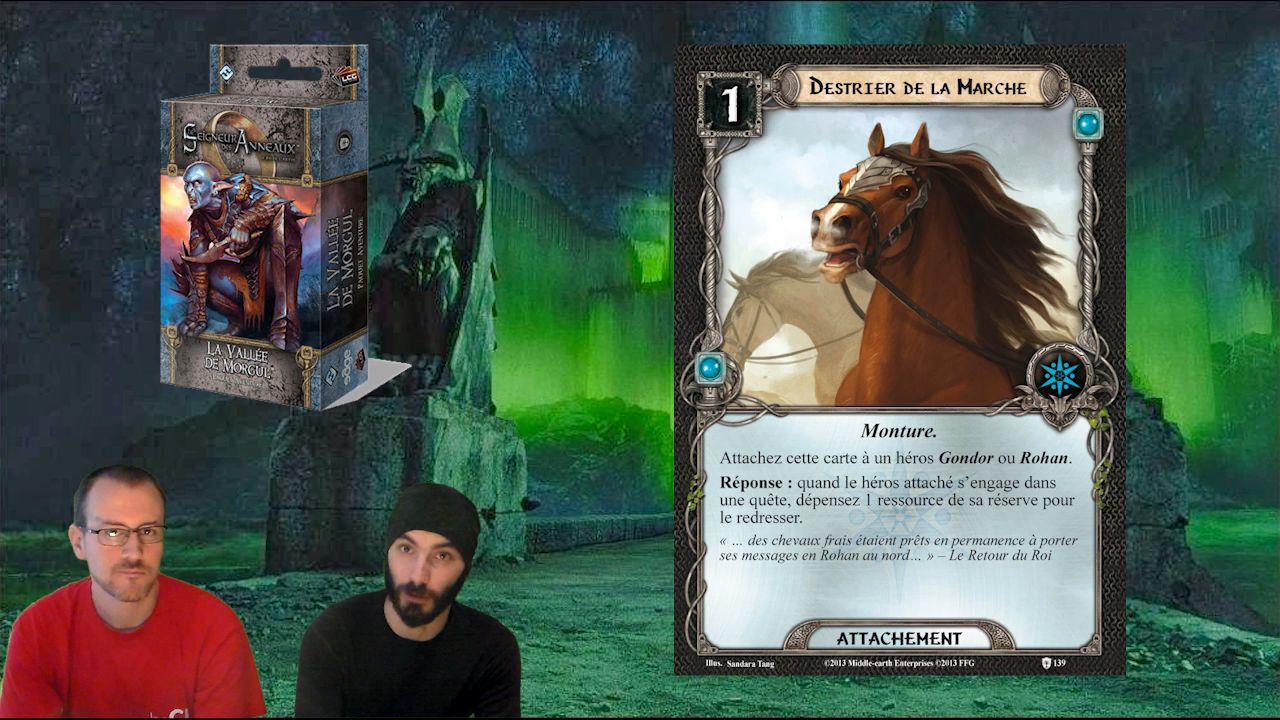 LCG
Seigneur
des Anneaux
La Vallée
de Morgul
Paquet Aventure
La Vallée
de Morgul
1
Destrier de la Marche
Monture.
Attachez cette carte à un héros Gondor ou Rohan.
Réponse : quand le héros attaché s'engage dans
une quête, dépensez 1 ressource de sa réserve pour
le redresser.
« … des chevaux frais étaient prêts en permanence à porter
ses messages en Rohan au nord… » – Le Retour du Roi
ATTACHEMENT
Illus. Sandara Tang
©2013 Middle-earth Enterprises ©2013 FFG
139